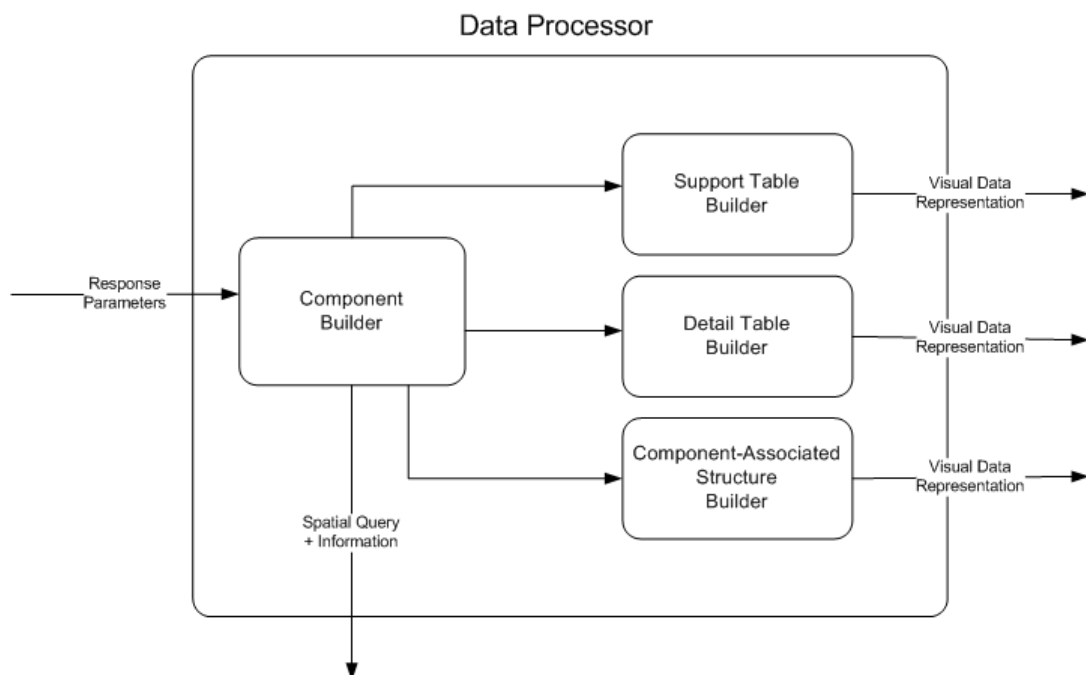 Data Processor
Support Table
Builder
Visual Data
Representation
Response
Parameters
Component
Builder
Detail Table
Builder
Visual Data
Representation
Component-Associated
Structure
Builder
Visual Data
Representation
Spatial Query
+ Information